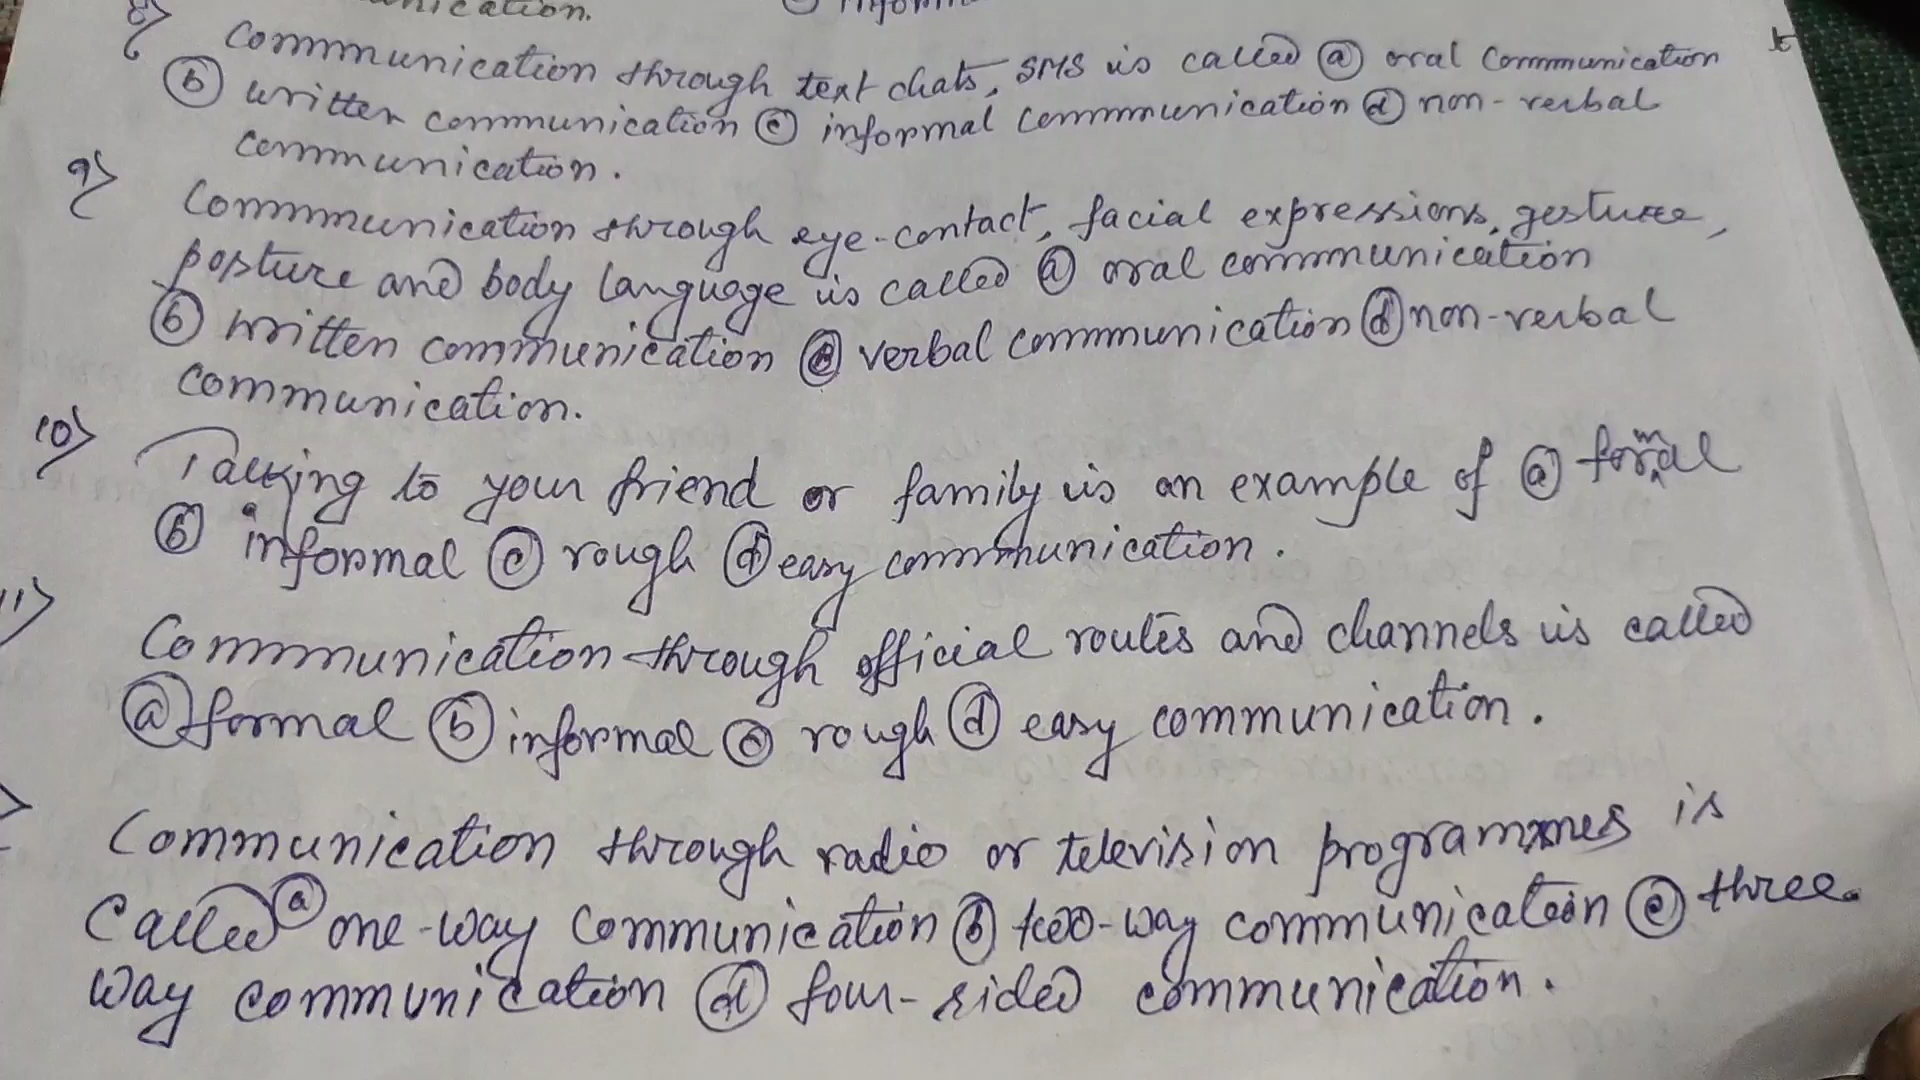 8> Communication through text chats, SMS is called ⓐ oral Communication
ⓑ written communication ⓒ informal communication ⓓ non-verbal
communication.
9> Communication through eye-contact, facial expressions, gesture,
posture and body language is called ⓐ oral communication
ⓑ written communication ⓒ verbal communication ⓓ non-verbal
communication.
10> Talking to your friend or family is an example of ⓐ formal
ⓑ informal ⓒ rough ⓓ easy communication.
11> Communication through official routes and channels is called
ⓐ formal ⓑ informal ⓒ rough ⓓ easy communication.
Communication through radio or television programmes is
Called ⓐ one-way communication ⓑ two-way communication ⓒ three-
way communication ⓓ four-sided communication.